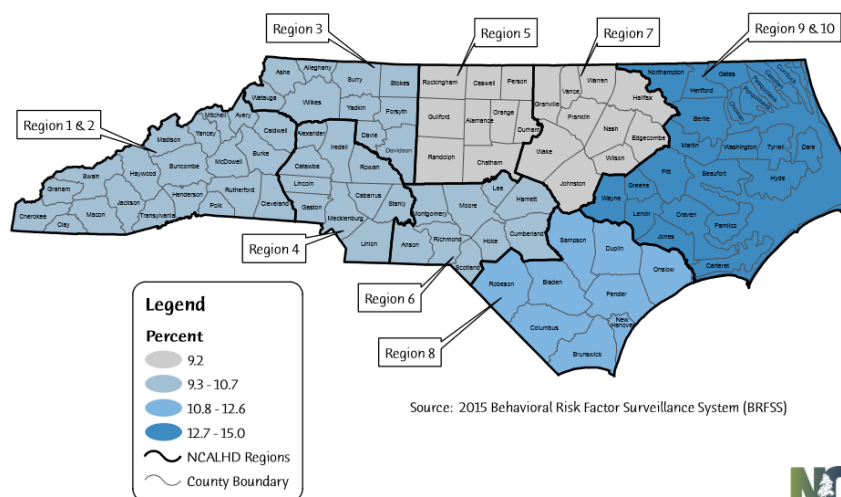 Region 3
Region 5
Region 7
Region 9 & 10
Region 1 & 2
Region 4
Region 6
Region 8
Ashe
Alleghany
Surry
Stokes
Watauga
Wilkes
Yadkin
Forsyth
Davie
Davidson
Rockingham
Caswell
Person
Guilford
Alamance
Orange
Durham
Randolph
Chatham
Granville
Vance
Warren
Halifax
Franklin
Nash
Edgecombe
Wake
Wilson
Johnston
Northampton
Gates
Hertford
Currituck
Camden
Pasquotank
Perquimans
Chowan
Bertie
Martin
Washington
Tyrrell
Dare
Pitt
Beaufort
Hyde
Wayne
Greene
Lenoir
Craven
Pamlico
Jones
Carteret
Mitchell
Avery
Madison
Yancey
Caldwell
Burke
McDowell
Buncombe
Haywood
Swain
Graham
Rutherford
Henderson
Jackson
Cherokee
Macon
Transylvania
Polk
Cleveland
Clay
Alexander
Iredell
Catawba
Rowan
Lincoln
Cabarrus
Stanly
Gaston
Mecklenburg
Union
Lee
Harnett
Moore
Montgomery
Cumberland
Richmond
Hoke
Anson
Scotland
Sampson
Duplin
Onslow
Robeson
Bladen
Pender
Columbus
New
Hanover
Brunswick
Legend
Percent
9.2
9.3 - 10.7
10.8 - 12.6
12.7 - 15.0
NCALHD Regions
County Boundary
Source: 2015 Behavioral Risk Factor Surveillance System (BRFSS)